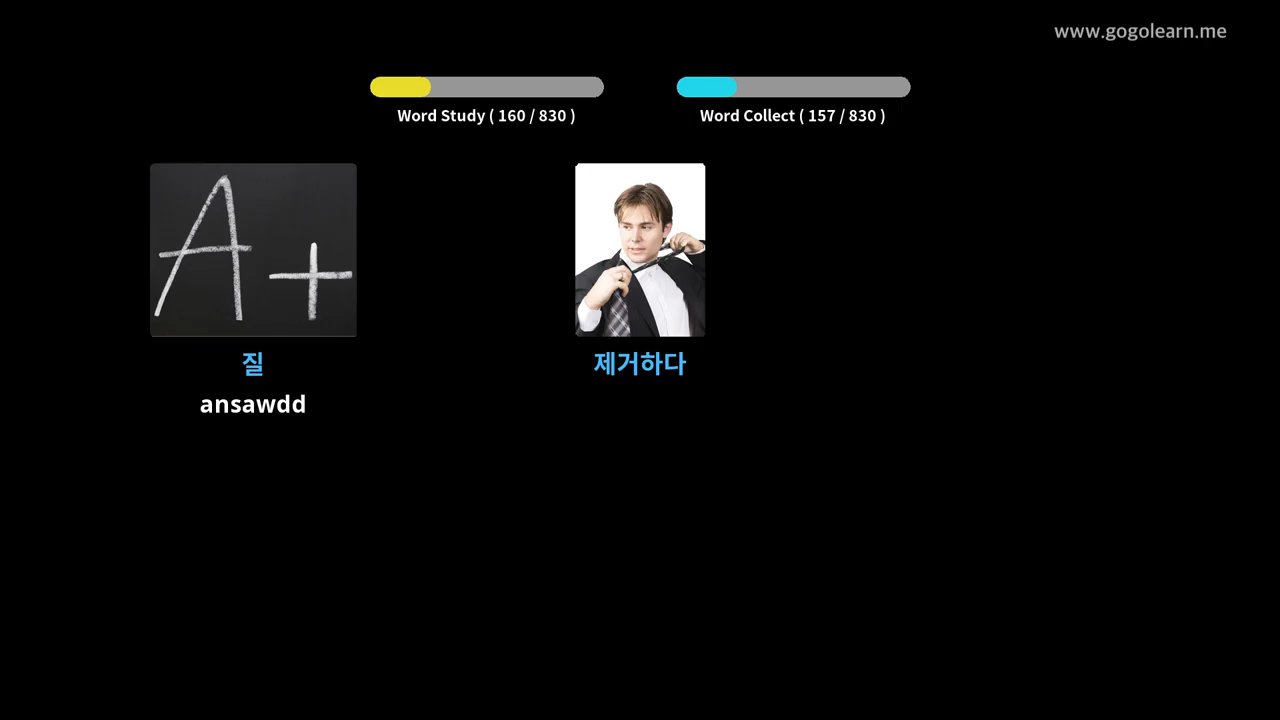 www.gogolearn.me
Word Study ( 160 / 830 )
Word Collect ( 157 / 830 )
A+
질
제거하다
ansawdd